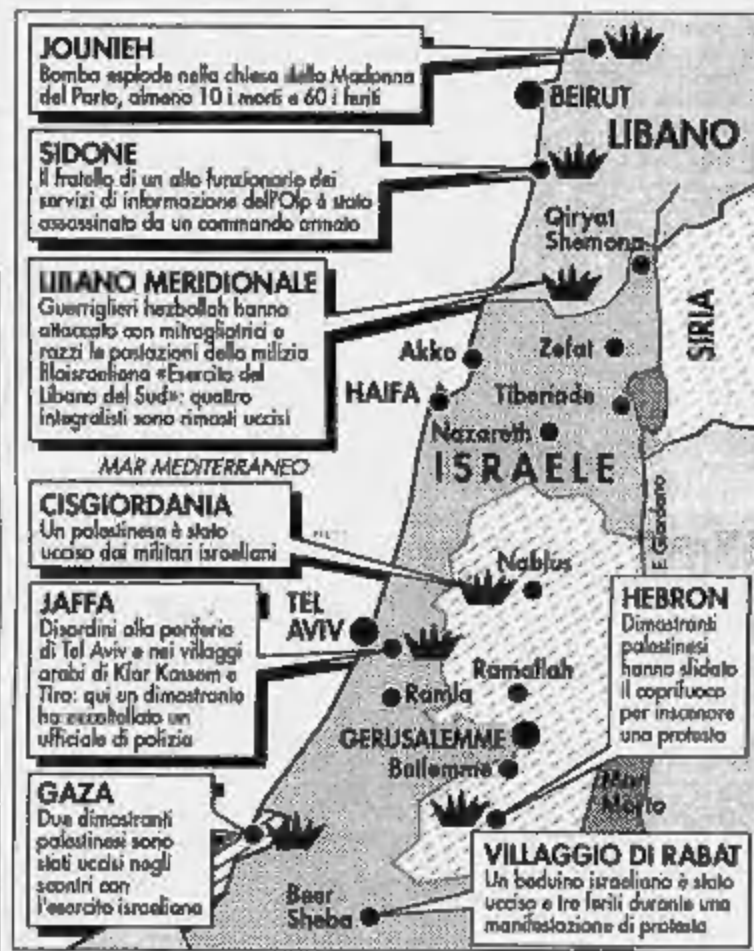 JOUNIEH
Bomba esplode nella chiesa della Madonna
del Parto, almeno 10 i morti e 60 i feriti
BEIRUT
LIBANO
SIDONE
Il fratello di un alto funzionario dei
servizi di informazione dell'Olp è stato
assassinato da un commando armato
Qiryat
Shemona
LIBANO MERIDIONALE
Guerriglieri hezbollah hanno
attaccato con mitragliatrici e
razzi le postazioni della milizia
filoisraeliana «Esercito del
Libano del Sud»: quattro
integralisti sono rimasti uccisi
SIRIA
Akko
Zefat
HAIFA
Tiberiade
Nazareth
MAR MEDITERRANEO
ISRAELE
F. Giordano
CISGIORDANIA
Un palestinese è stato
ucciso dai militari israeliani
Nablus
JAFFA
Disordini alla periferia
di Tel Aviv e nei villaggi
arabi di Kfar Kassem e
Tira: qui un dimostrante
ha accoltellato un
ufficiale di polizia
TEL
AVIV
HEBRON
Dimostranti
palestinesi
hanno sfidato
il coprifuoco
per inscenare
una protesta
Ramallah
Ramla
GERUSALEMME
Betlemme
Mar
Morto
GAZA
Due dimostranti
palestinesi sono
stati uccisi negli
scontri con
l'esercito israeliano
VILLAGGIO DI RABAT
Un beduino israeliano è stato
ucciso e tre feriti durante una
manifestazione di protesta
Beer
Sheba